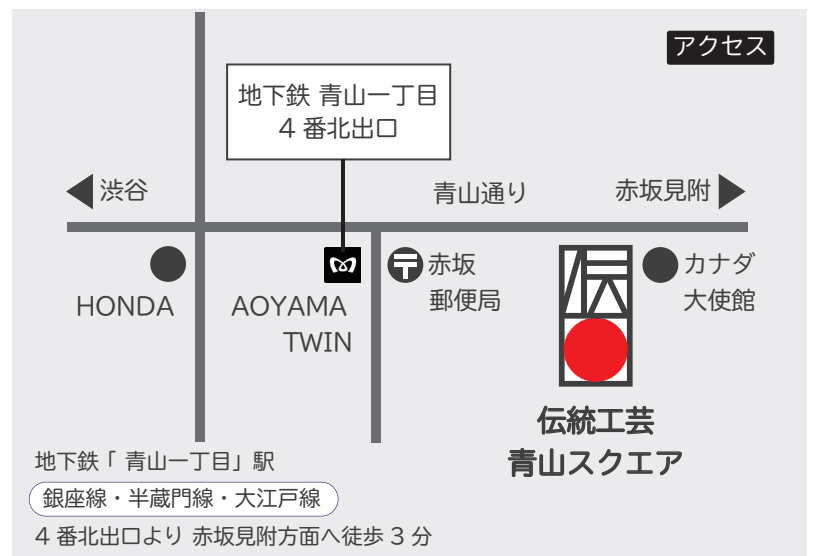 アクセス
地下鉄 青山一丁目
4 番北出口
渋谷
青山通り
赤坂見附
HONDA
AOYAMA
TWIN
〒
赤坂
郵便局
伝
カナダ
大使館
伝統工芸
青山スクエア
地下鉄「 青山一丁目」駅
銀座線・半蔵門線・大江戸線
4 番北出口より 赤坂見附方面へ徒歩 3 分